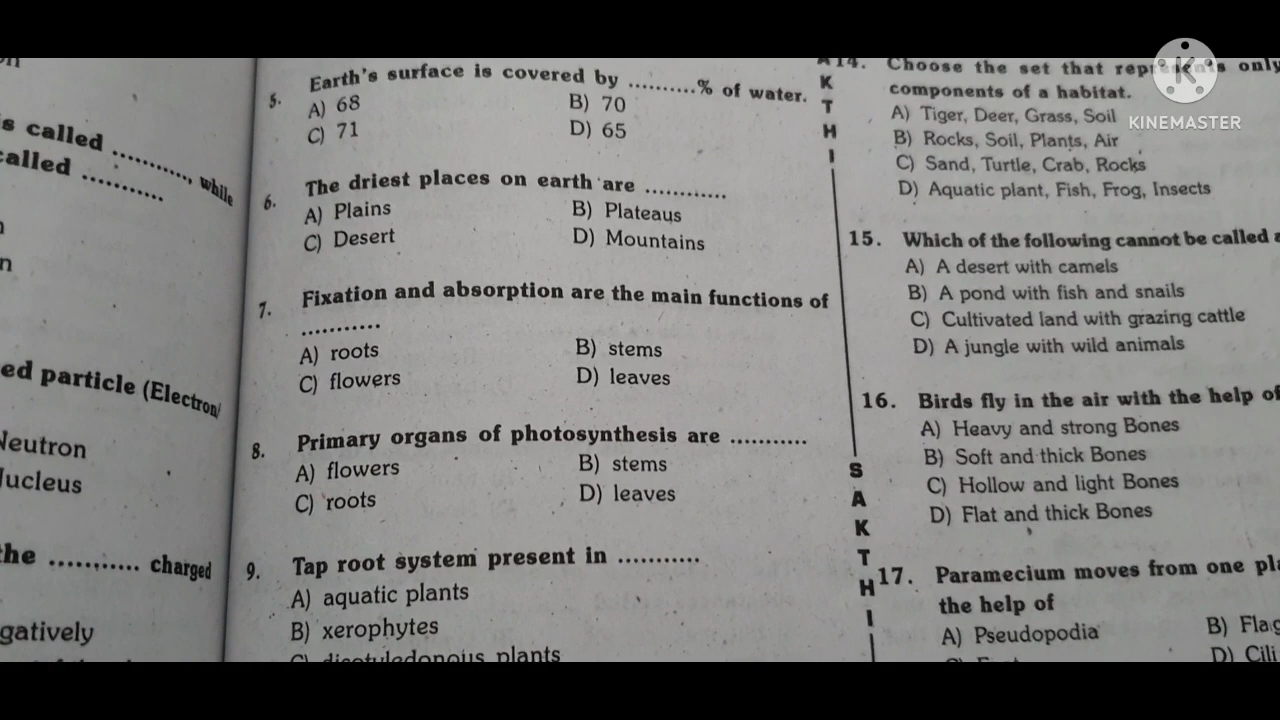 s called ..........., while
called ..........
n
ed particle (Electron/
Neutron
Nucleus
the ............ charged
gatively
5. Earth's surface is covered by ..........% of water.
A) 68 B) 70
C) 71 D) 65
6. The driest places on earth are ............
A) Plains B) Plateaus
C) Desert D) Mountains
7. Fixation and absorption are the main functions of
...........
A) roots B) stems
C) flowers D) leaves
8. Primary organs of photosynthesis are ...........
A) flowers B) stems
C) roots D) leaves
9. Tap root system present in ...........
A) aquatic plants
B) xerophytes
C) dicotyledonous plants
A
K
T
H
I
S
A
K
T
H
I
14. Choose the set that represents only
components of a habitat.
A) Tiger, Deer, Grass, Soil
B) Rocks, Soil, Plants, Air
C) Sand, Turtle, Crab, Rocks
D) Aquatic plant, Fish, Frog, Insects
15. Which of the following cannot be called a
A) A desert with camels
B) A pond with fish and snails
C) Cultivated land with grazing cattle
D) A jungle with wild animals
16. Birds fly in the air with the help of
A) Heavy and strong Bones
B) Soft and thick Bones
C) Hollow and light Bones
D) Flat and thick Bones
17. Paramecium moves from one pla
the help of
A) Pseudopodia B) Flag
D) Cili
K
KINEMASTER